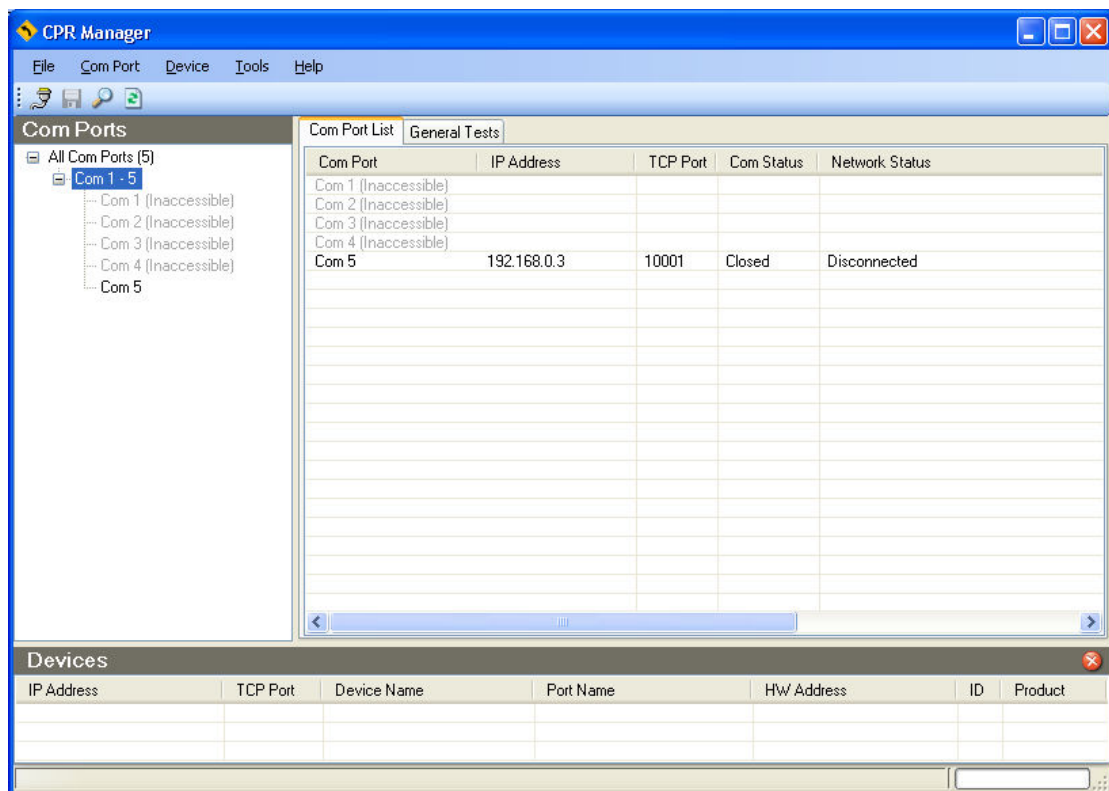 CPR Manager
File Com Port Device Tools Help
Com Ports
All Com Ports (5)
Com 1 - 5
Com 1 (Inaccessible)
Com 2 (Inaccessible)
Com 3 (Inaccessible)
Com 4 (Inaccessible)
Com 5
Com Port List General Tests
Com Port IP Address TCP Port Com Status Network Status
Com 1 (Inaccessible)
Com 2 (Inaccessible)
Com 3 (Inaccessible)
Com 4 (Inaccessible)
Com 5 192.168.0.3 10001 Closed Disconnected
Devices
IP Address TCP Port Device Name Port Name HW Address ID Product